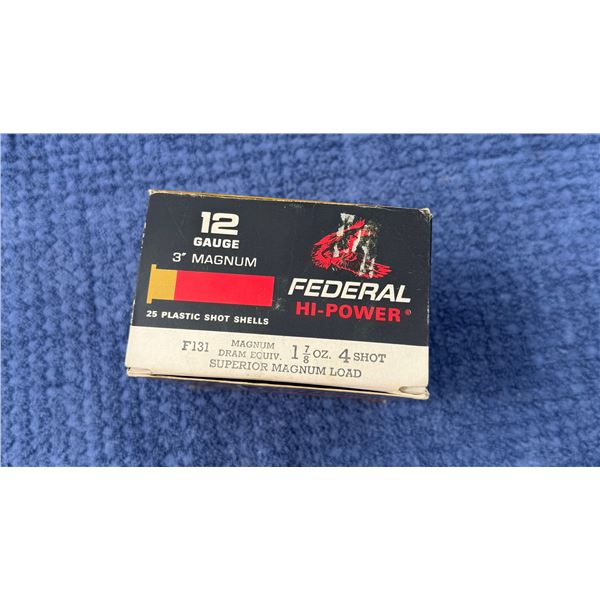 12
GAUGE
3" MAGNUM
25 PLASTIC SHOT SHELLS
FEDERAL
HI-POWER®
F131 MAGNUM DRAM EQUIV. 1 7/8 OZ. 4 SHOT
SUPERIOR MAGNUM LOAD